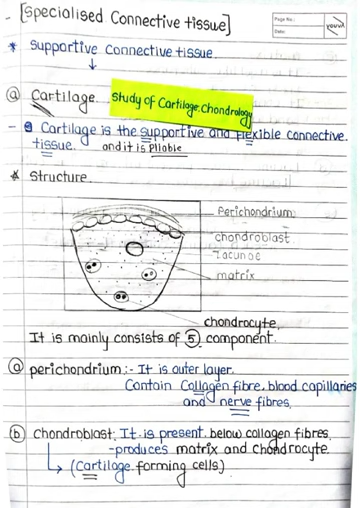 - [Specialised Connective tissue]
Page No.:
Date:
YOUVA
* Supportive Connective tissue
↓
ⓐ Cartilage.
Study of Cartilage: Chondrology
- Cartilage is the supportive and flexible connective
tissue. and it is Pliable
* Structure
Perichondrium
chondroblast
Lacunae
matrix
chondrocyte,
It is mainly consists of ⑤ component.
ⓐ perichondrium :- It is outer layer.
Contain Collagen fibre, blood capillaries
and nerve fibres.
ⓑ chondroblast: It is present below collagen fibres.
-produces matrix and chondrocyte.
↳ (Cartilage forming cells)